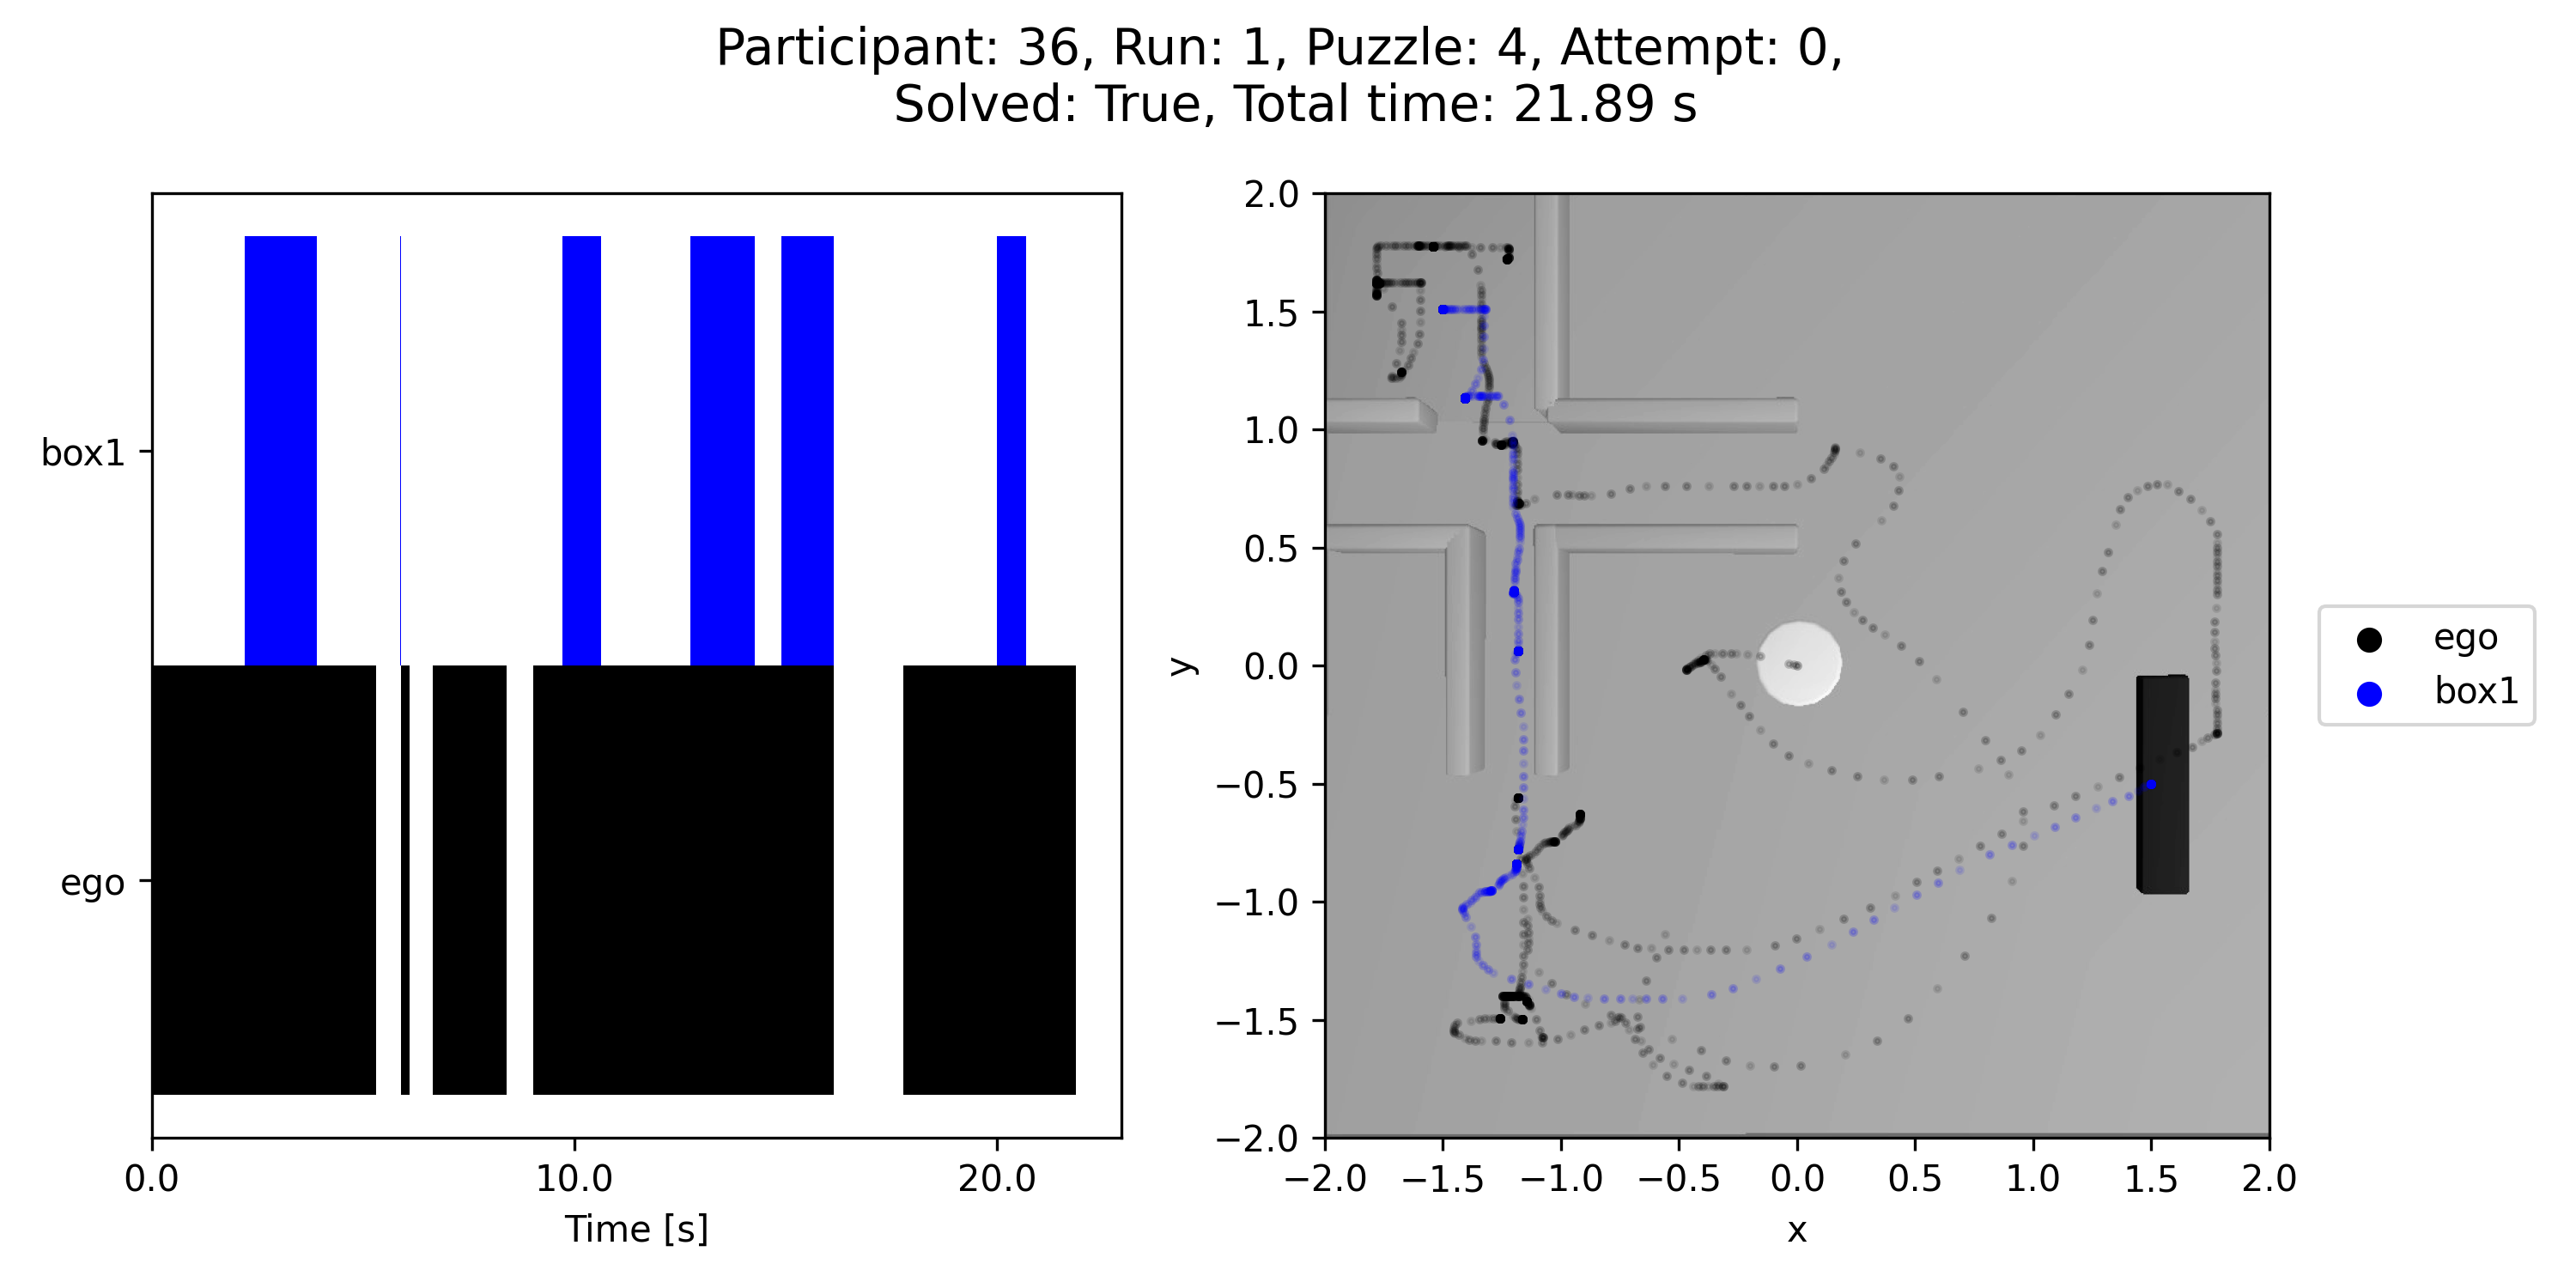 Participant: 36, Run: 1, Puzzle: 4, Attempt: 0,
Solved: True, Total time: 21.89 s
box1
ego
0.0
10.0
20.0
Time [s]
2.0
1.5
1.0
0.5
0.0
−0.5
−1.0
−1.5
−2.0
y
−2.0
−1.5
−1.0
−0.5
0.0
0.5
1.0
1.5
2.0
x
ego
box1